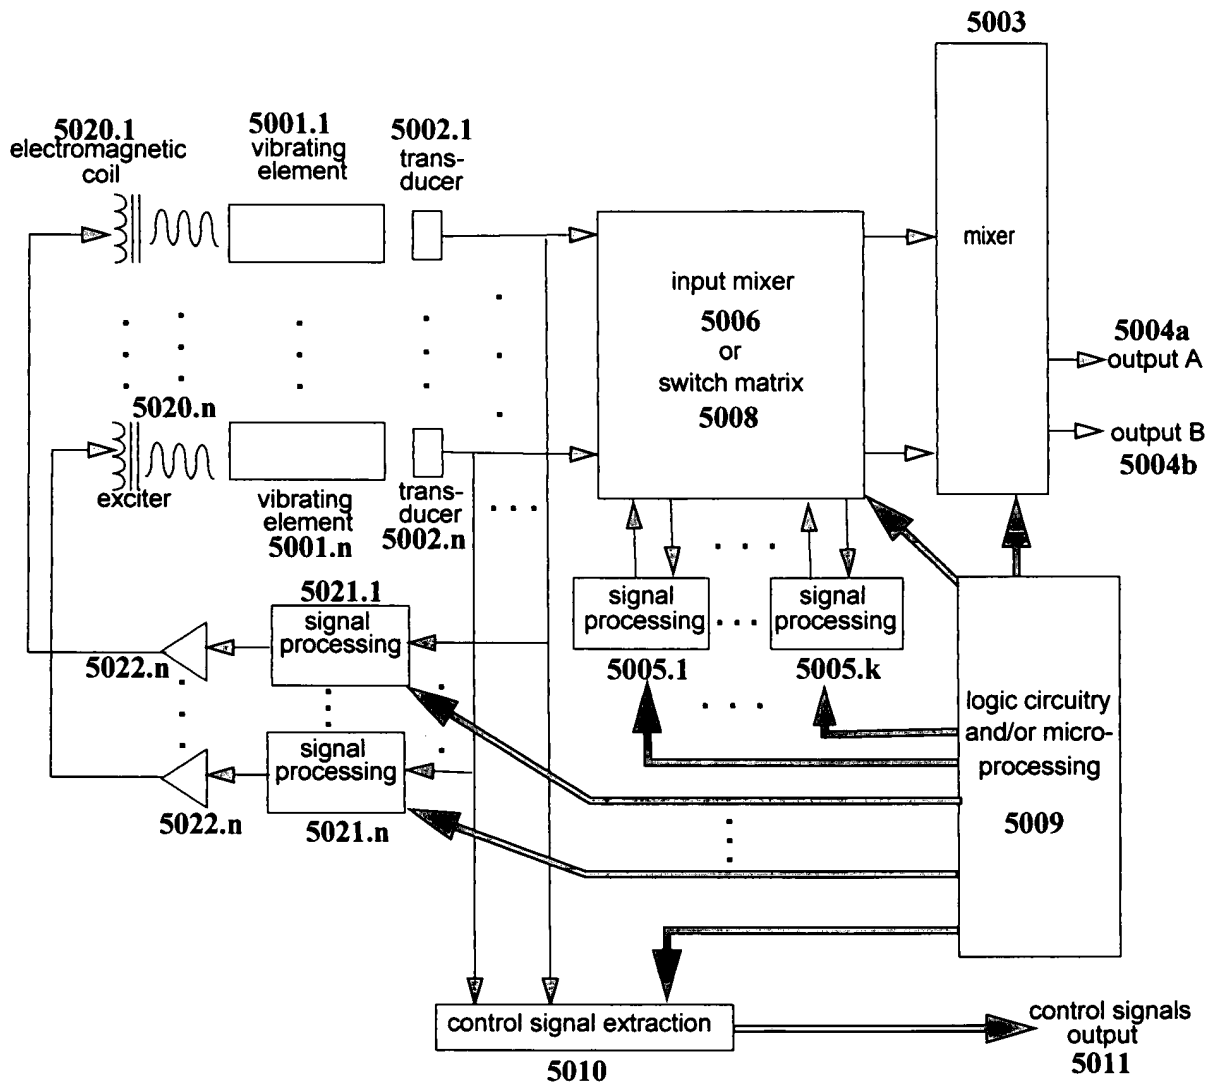 5003
mixer
5020.1
electromagnetic
coil
5001.1
vibrating
element
5002.1
trans-
ducer
input mixer
5006
or
switch matrix
5008
5004a
output A
output B
5004b
5020.n
exciter
vibrating
element
5001.n
trans-
ducer
5002.n
5021.1
signal
processing
5022.n
signal
processing
5021.n
5022.n
signal
processing
5005.1
signal
processing
5005.k
logic circuitry
and/or micro-
processing
5009
control signal extraction
5010
control signals
output
5011